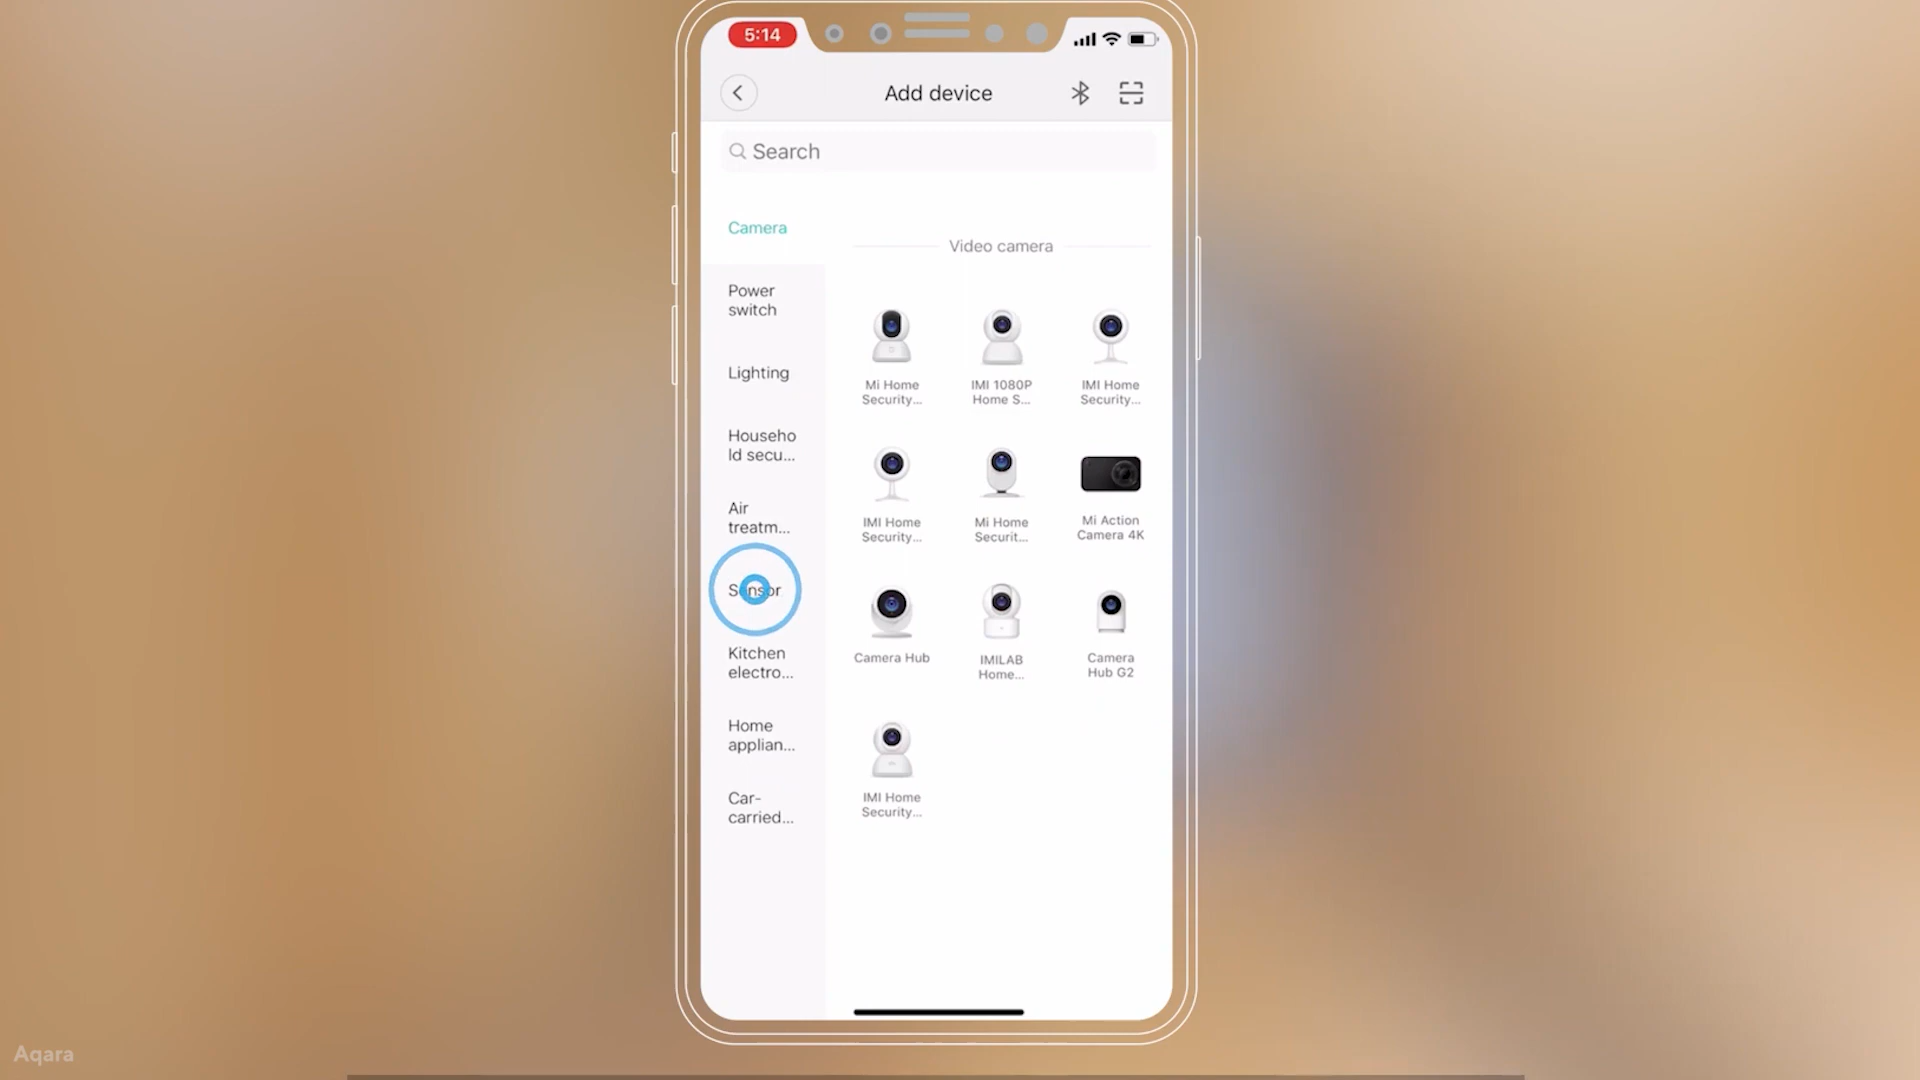 5:14
Add device
Search
Camera
Video camera
Power
switch
Lighting
Househo
ld secu...
Air
treatm...
Sensor
Kitchen
electro...
Home
applian...
Car-
carried...
Mi Home
Security...
IMI 1080P
Home S...
IMI Home
Security...
IMI Home
Security...
Mi Home
Securit...
Mi Action
Camera 4K
Camera Hub
IMILAB
Home...
Camera
Hub G2
IMI Home
Security...
Aqara